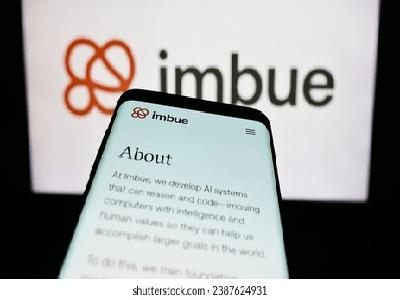 imbue
imbue
About
At Imbue, we develop AI systems
that can reason and code—imbuing
computers with intelligence and
human values so they can help us
accomplish larger goals in the world.
To do this, we train foundation
shutterstock.com · 2387624931